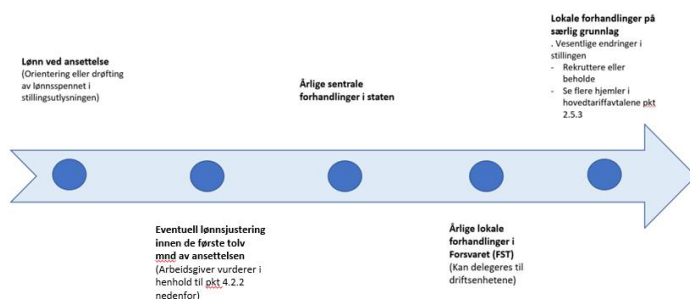 Lønn ved ansettelse
(Orientering eller drøfting
av lønnsspennet i
stillingsutlysningen)
Eventuell lønnsjustering
innen de første tolv
mnd av ansettelsen
(Arbeidsgiver vurderer i
henhold til pkt 4.2.2
nedenfor)
Årlige sentrale
forhandlinger i staten
Årlige lokale
forhandlinger i
Forsvaret (FST)
(Kan delegeres til
driftsenhetene)
Lokale forhandlinger på
særlig grunnlag
. Vesentlige endringer i
stillingen
- Rekruttere eller
beholde
- Se flere hjemler i
hovedtariffavtalene pkt
2.5.3